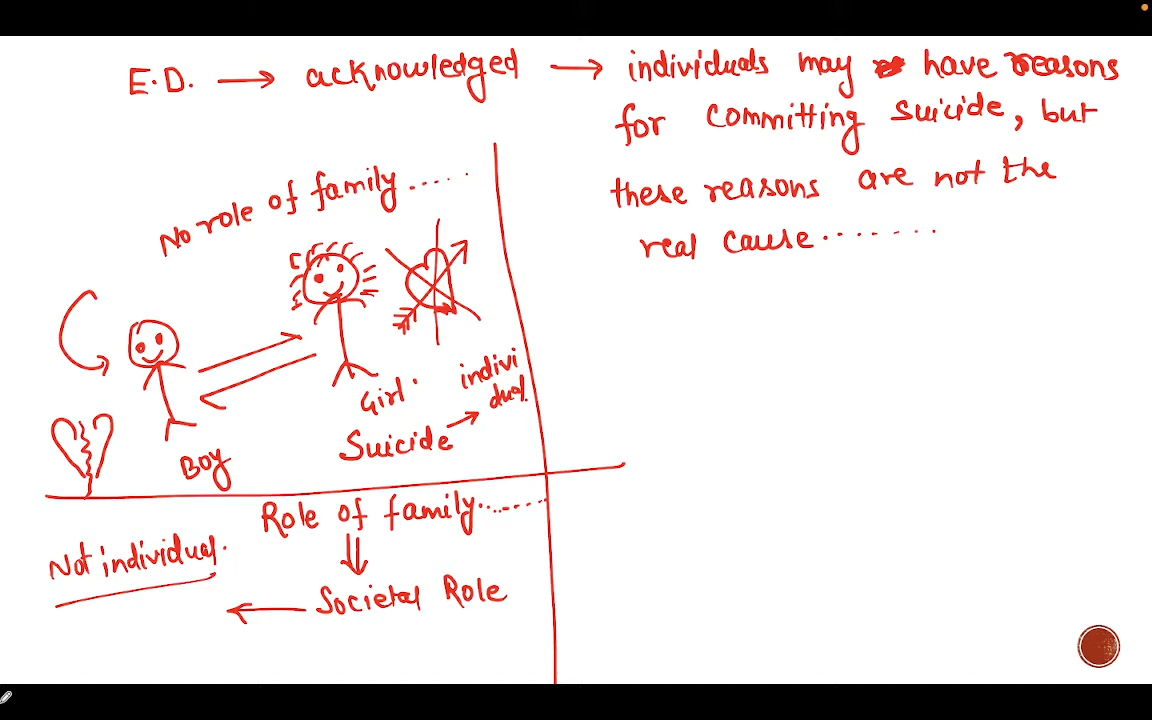 E.D. → acknowledged → individuals may have reasons
for committing suicide, but
these reasons are not the
real cause........
No role of family.....
Girl
Boy
Suicide → indivi
dual.
Role of family........
⇓
Societal Role
←
Not individual.